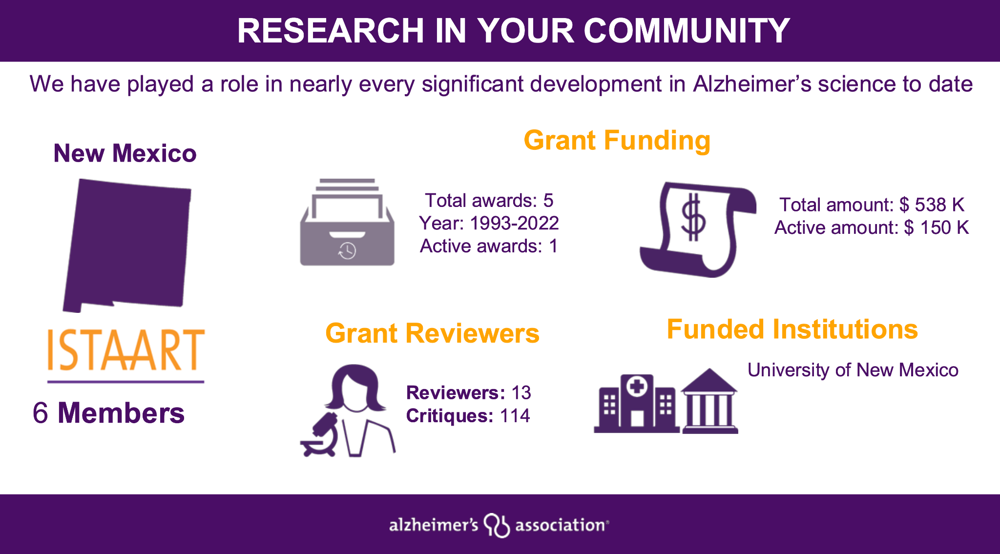 RESEARCH IN YOUR COMMUNITY
We have played a role in nearly every significant development in Alzheimer’s science to date
New Mexico
ISTAART
6 Members
Grant Funding
Total awards: 5
Year: 1993-2022
Active awards: 1
Total amount: $ 538 K
Active amount: $ 150 K
Grant Reviewers
Reviewers: 13
Critiques: 114
Funded Institutions
University of New Mexico
alzheimer’s association®